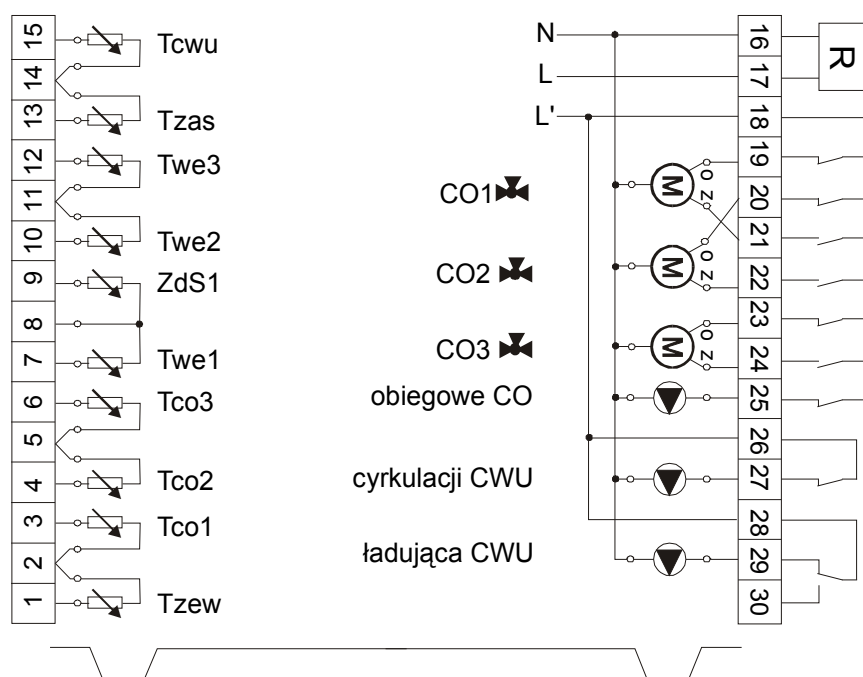 15 Tcwu
14
13 Tzas
12 Twe3
11
10 Twe2
9 ZdS1
8
7 Twe1
6 Tco3
5
4 Tco2
3 Tco1
2
1 Tzew
N 16 R
L 17
L' 18
CO1 M O Z 19
20
21
CO2 M O Z 22
23
CO3 M O Z 24
obiegowe CO 25
26
cyrkulacji CWU 27
28
ładująca CWU 29
30